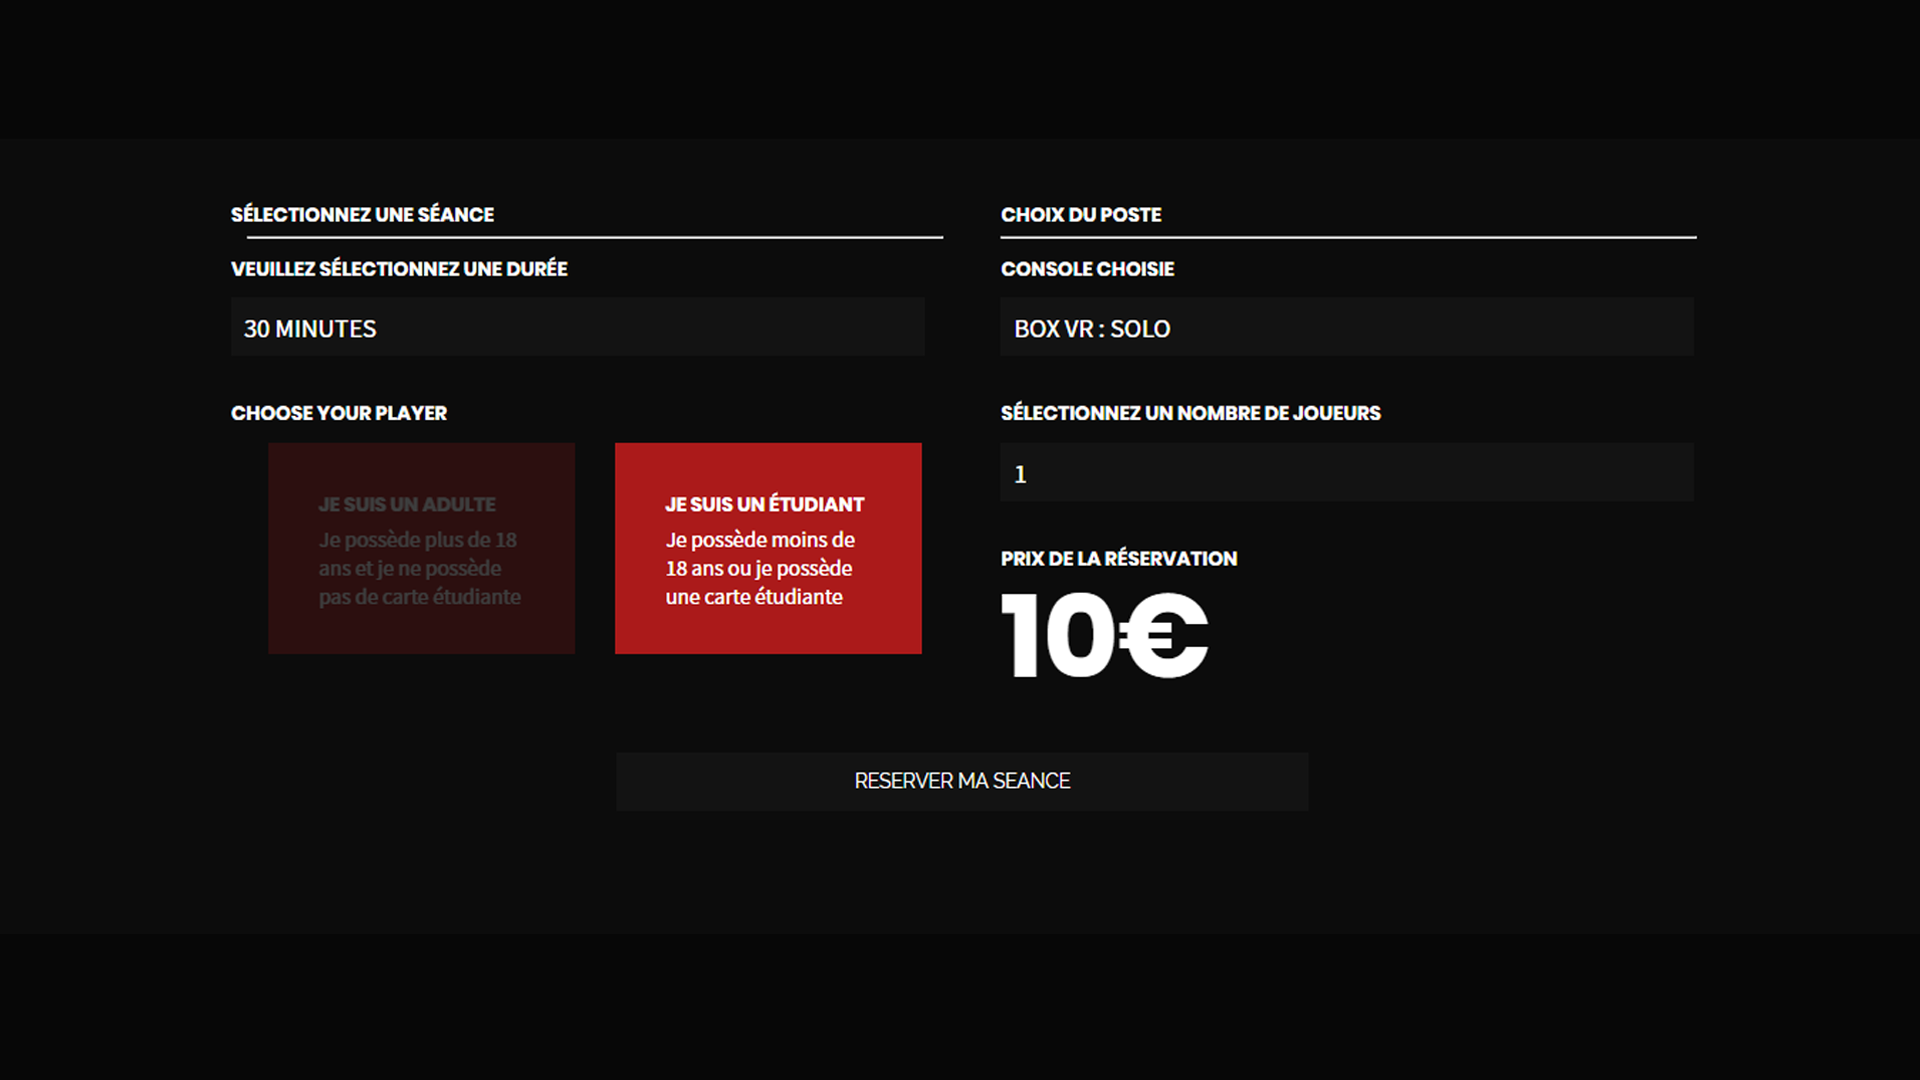 SÉLECTIONNEZ UNE SÉANCE
VEUILLEZ SÉLECTIONNEZ UNE DURÉE
30 MINUTES
CHOOSE YOUR PLAYER
JE SUIS UN ADULTE
Je possède plus de 18
ans et je ne possède
pas de carte étudiante
JE SUIS UN ÉTUDIANT
Je possède moins de
18 ans ou je possède
une carte étudiante
CHOIX DU POSTE
CONSOLE CHOISIE
BOX VR : SOLO
SÉLECTIONNEZ UN NOMBRE DE JOUEURS
1
PRIX DE LA RÉSERVATION
10€
RESERVER MA SEANCE